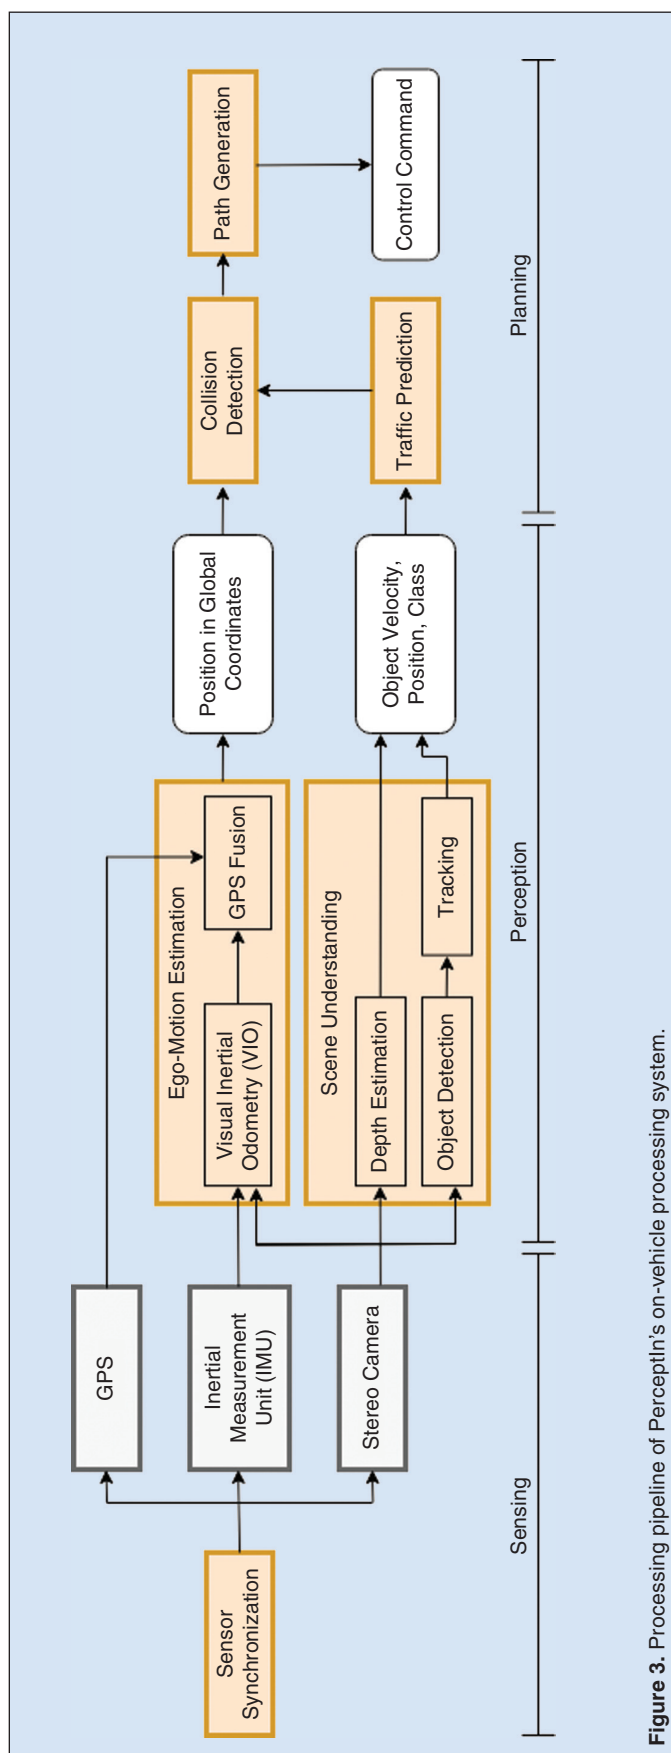 Sensor
Synchronization
GPS
Inertial
Measurement
Unit (IMU)
Stereo Camera
Ego-Motion Estimation
Visual Inertial
Odometry (VIO)
GPS Fusion
Scene Understanding
Depth Estimation
Object Detection
Tracking
Position in Global
Coordinates
Object Velocity,
Position, Class
Collision
Detection
Traffic Prediction
Path Generation
Control Command
Sensing
Perception
Planning
Figure 3. Processing pipeline of PerceptIn's on-vehicle processing system.